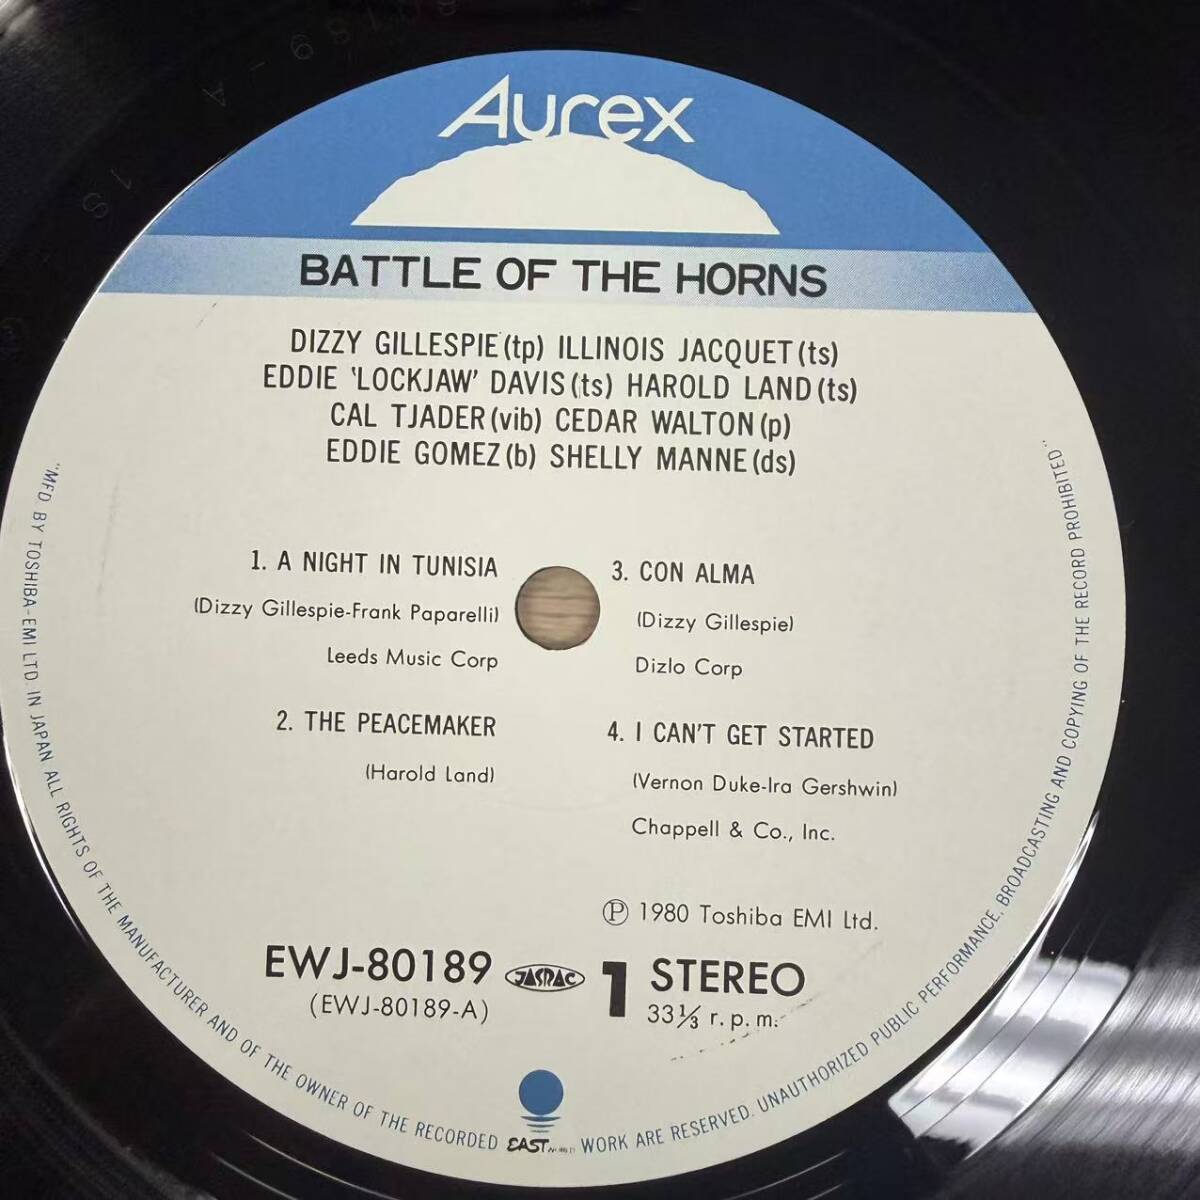 Aurex
BATTLE OF THE HORNS
DIZZY GILLESPIE (tp) ILLINOIS JACQUET (ts)
EDDIE 'LOCKJAW' DAVIS (ts) HAROLD LAND (ts)
CAL TJADER (vib) CEDAR WALTON (p)
EDDIE GOMEZ (b) SHELLY MANNE (ds)
1. A NIGHT IN TUNISIA
(Dizzy Gillespie-Frank Paparelli)
Leeds Music Corp
2. THE PEACEMAKER
(Harold Land)
3. CON ALMA
(Dizzy Gillespie)
Dizlo Corp
4. I CAN'T GET STARTED
(Vernon Duke-Ira Gershwin)
Chappell & Co., Inc.
Ⓟ 1980 Toshiba EMI Ltd.
EWJ-80189
(EWJ-80189-A)
JASRAC
1 STEREO
33⅓ r.p.m.
"MFD BY TOSHIBA-EMI LTD. IN JAPAN ALL RIGHTS OF THE MANUFACTURER AND OF THE OWNER OF THE RECORDED WORK ARE RESERVED. UNAUTHORIZED PUBLIC PERFORMANCE, BROADCASTING AND COPYING OF THE RECORD PROHIBITED"
EAST